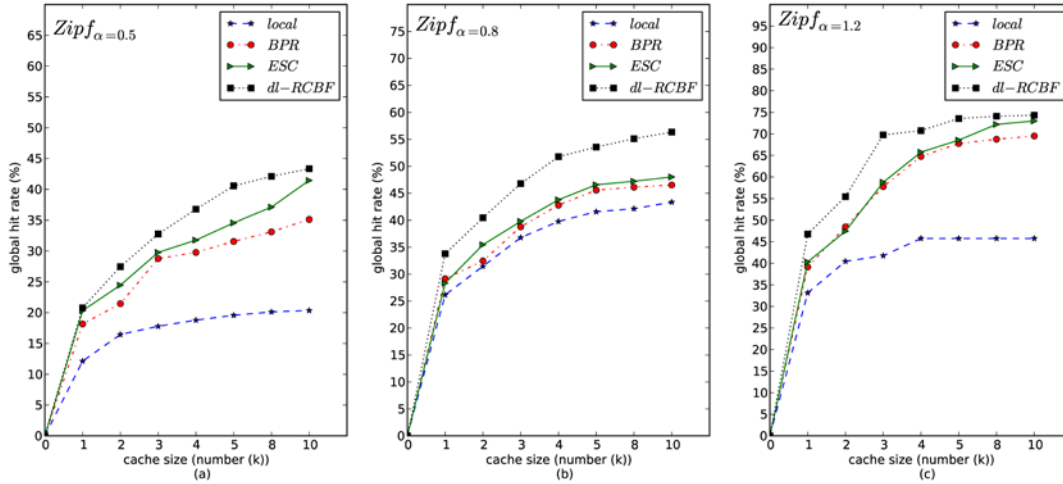 Zipf α=0.5
local
BPR
ESC
dl−RCBF
global hit rate (%)
65
60
55
50
45
40
35
30
25
20
15
10
5
0
0 1 2 3 4 5 8 10
cache size (number (k))
(a)
Zipf α=0.8
local
BPR
ESC
dl−RCBF
global hit rate (%)
75
70
65
60
55
50
45
40
35
30
25
20
15
10
5
0
0 1 2 3 4 5 8 10
cache size (number (k))
(b)
Zipf α=1.2
local
BPR
ESC
dl−RCBF
global hit rate (%)
95
90
85
80
75
70
65
60
55
50
45
40
35
30
25
20
15
10
5
0
0 1 2 3 4 5 8 10
cache size (number (k))
(c)